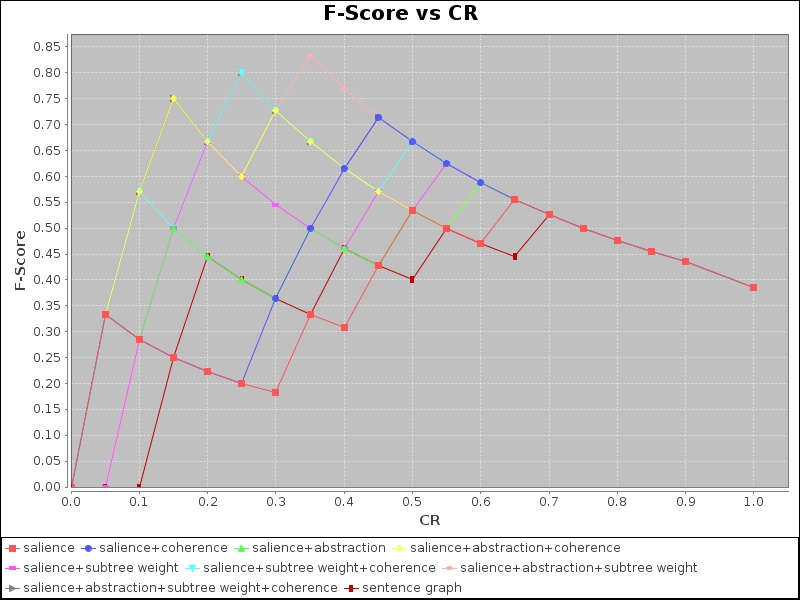 F-Score vs CR
0.85
0.80
0.75
0.70
0.65
0.60
0.55
0.50
0.45
0.40
0.35
0.30
0.25
0.20
0.15
0.10
0.05
0.00
F-Score
0.0 0.1 0.2 0.3 0.4 0.5 0.6 0.7 0.8 0.9 1.0
CR
salience salience+coherence salience+abstraction salience+abstraction+coherence
salience+subtree weight salience+subtree weight+coherence salience+abstraction+subtree weight
salience+abstraction+subtree weight+coherence sentence graph